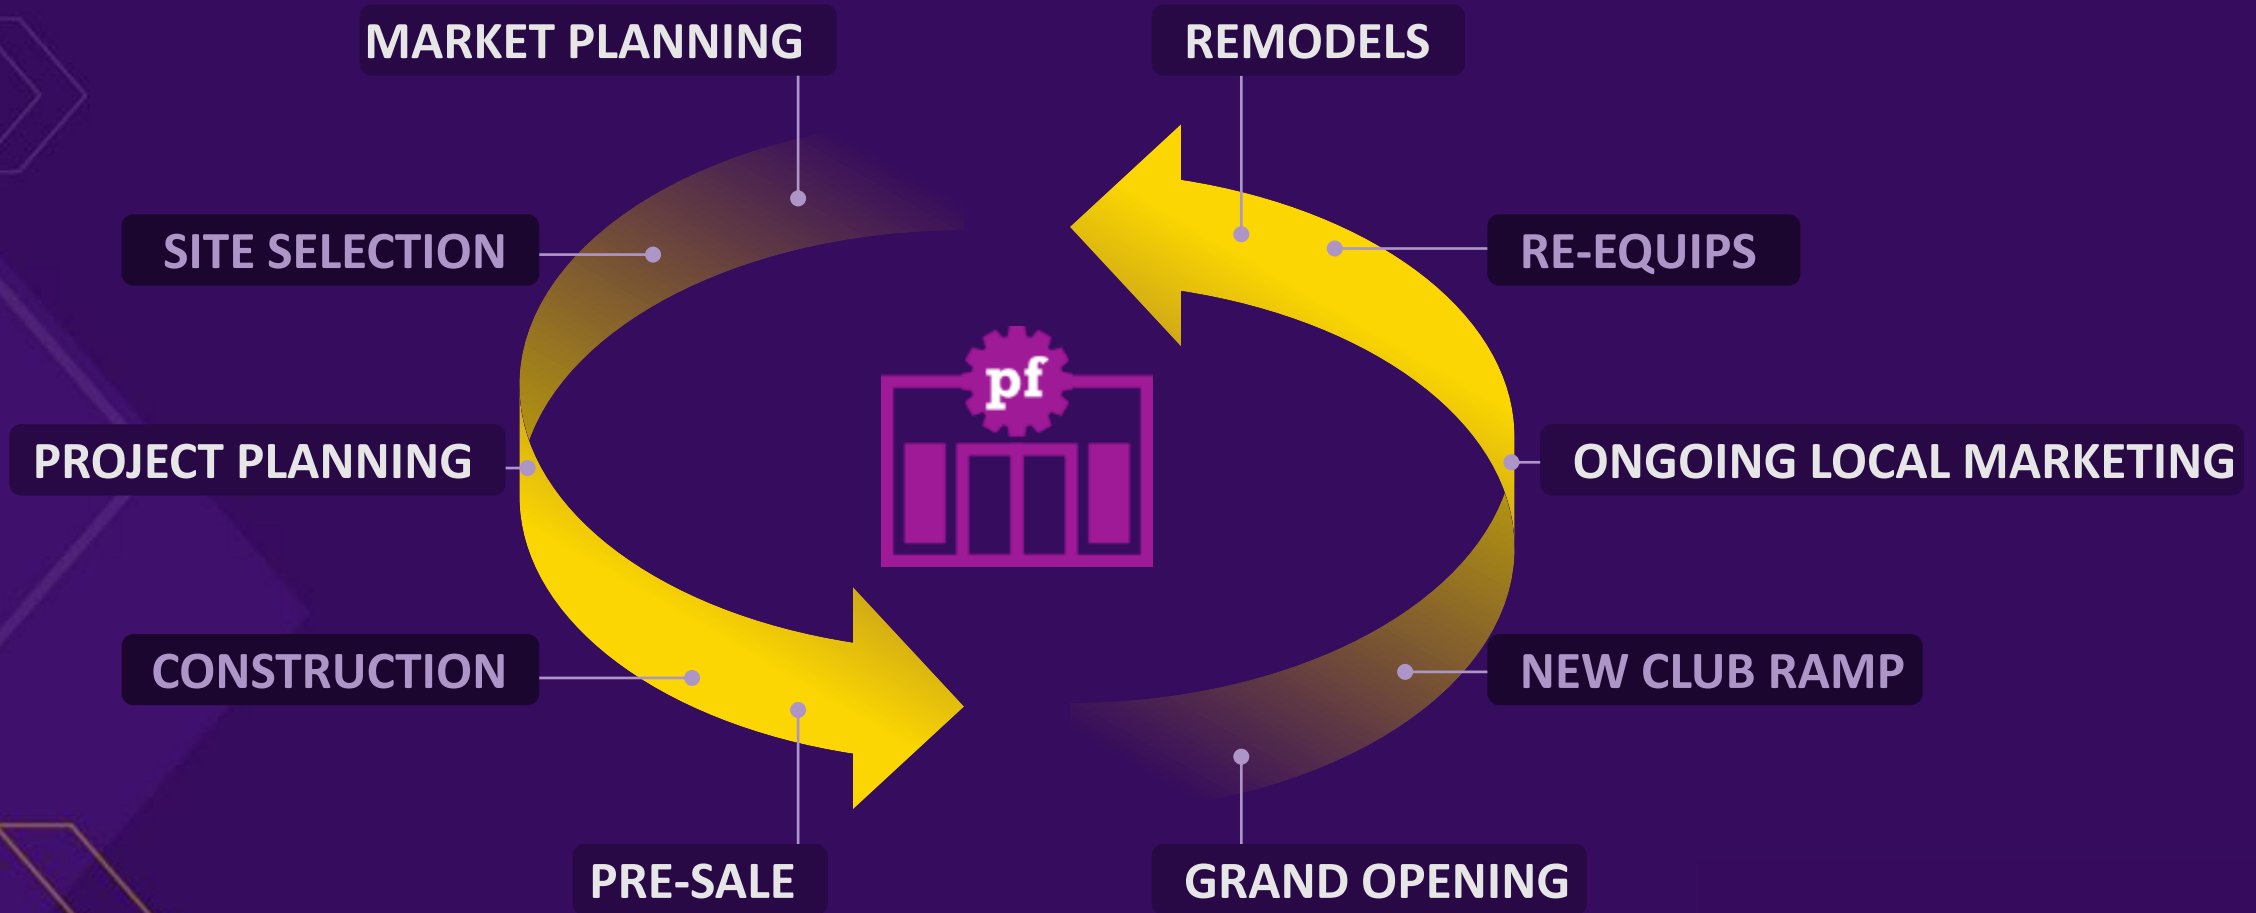 MARKET PLANNING
REMODELS
SITE SELECTION
RE-EQUIPS
pf
PROJECT PLANNING
ONGOING LOCAL MARKETING
CONSTRUCTION
NEW CLUB RAMP
PRE-SALE
GRAND OPENING